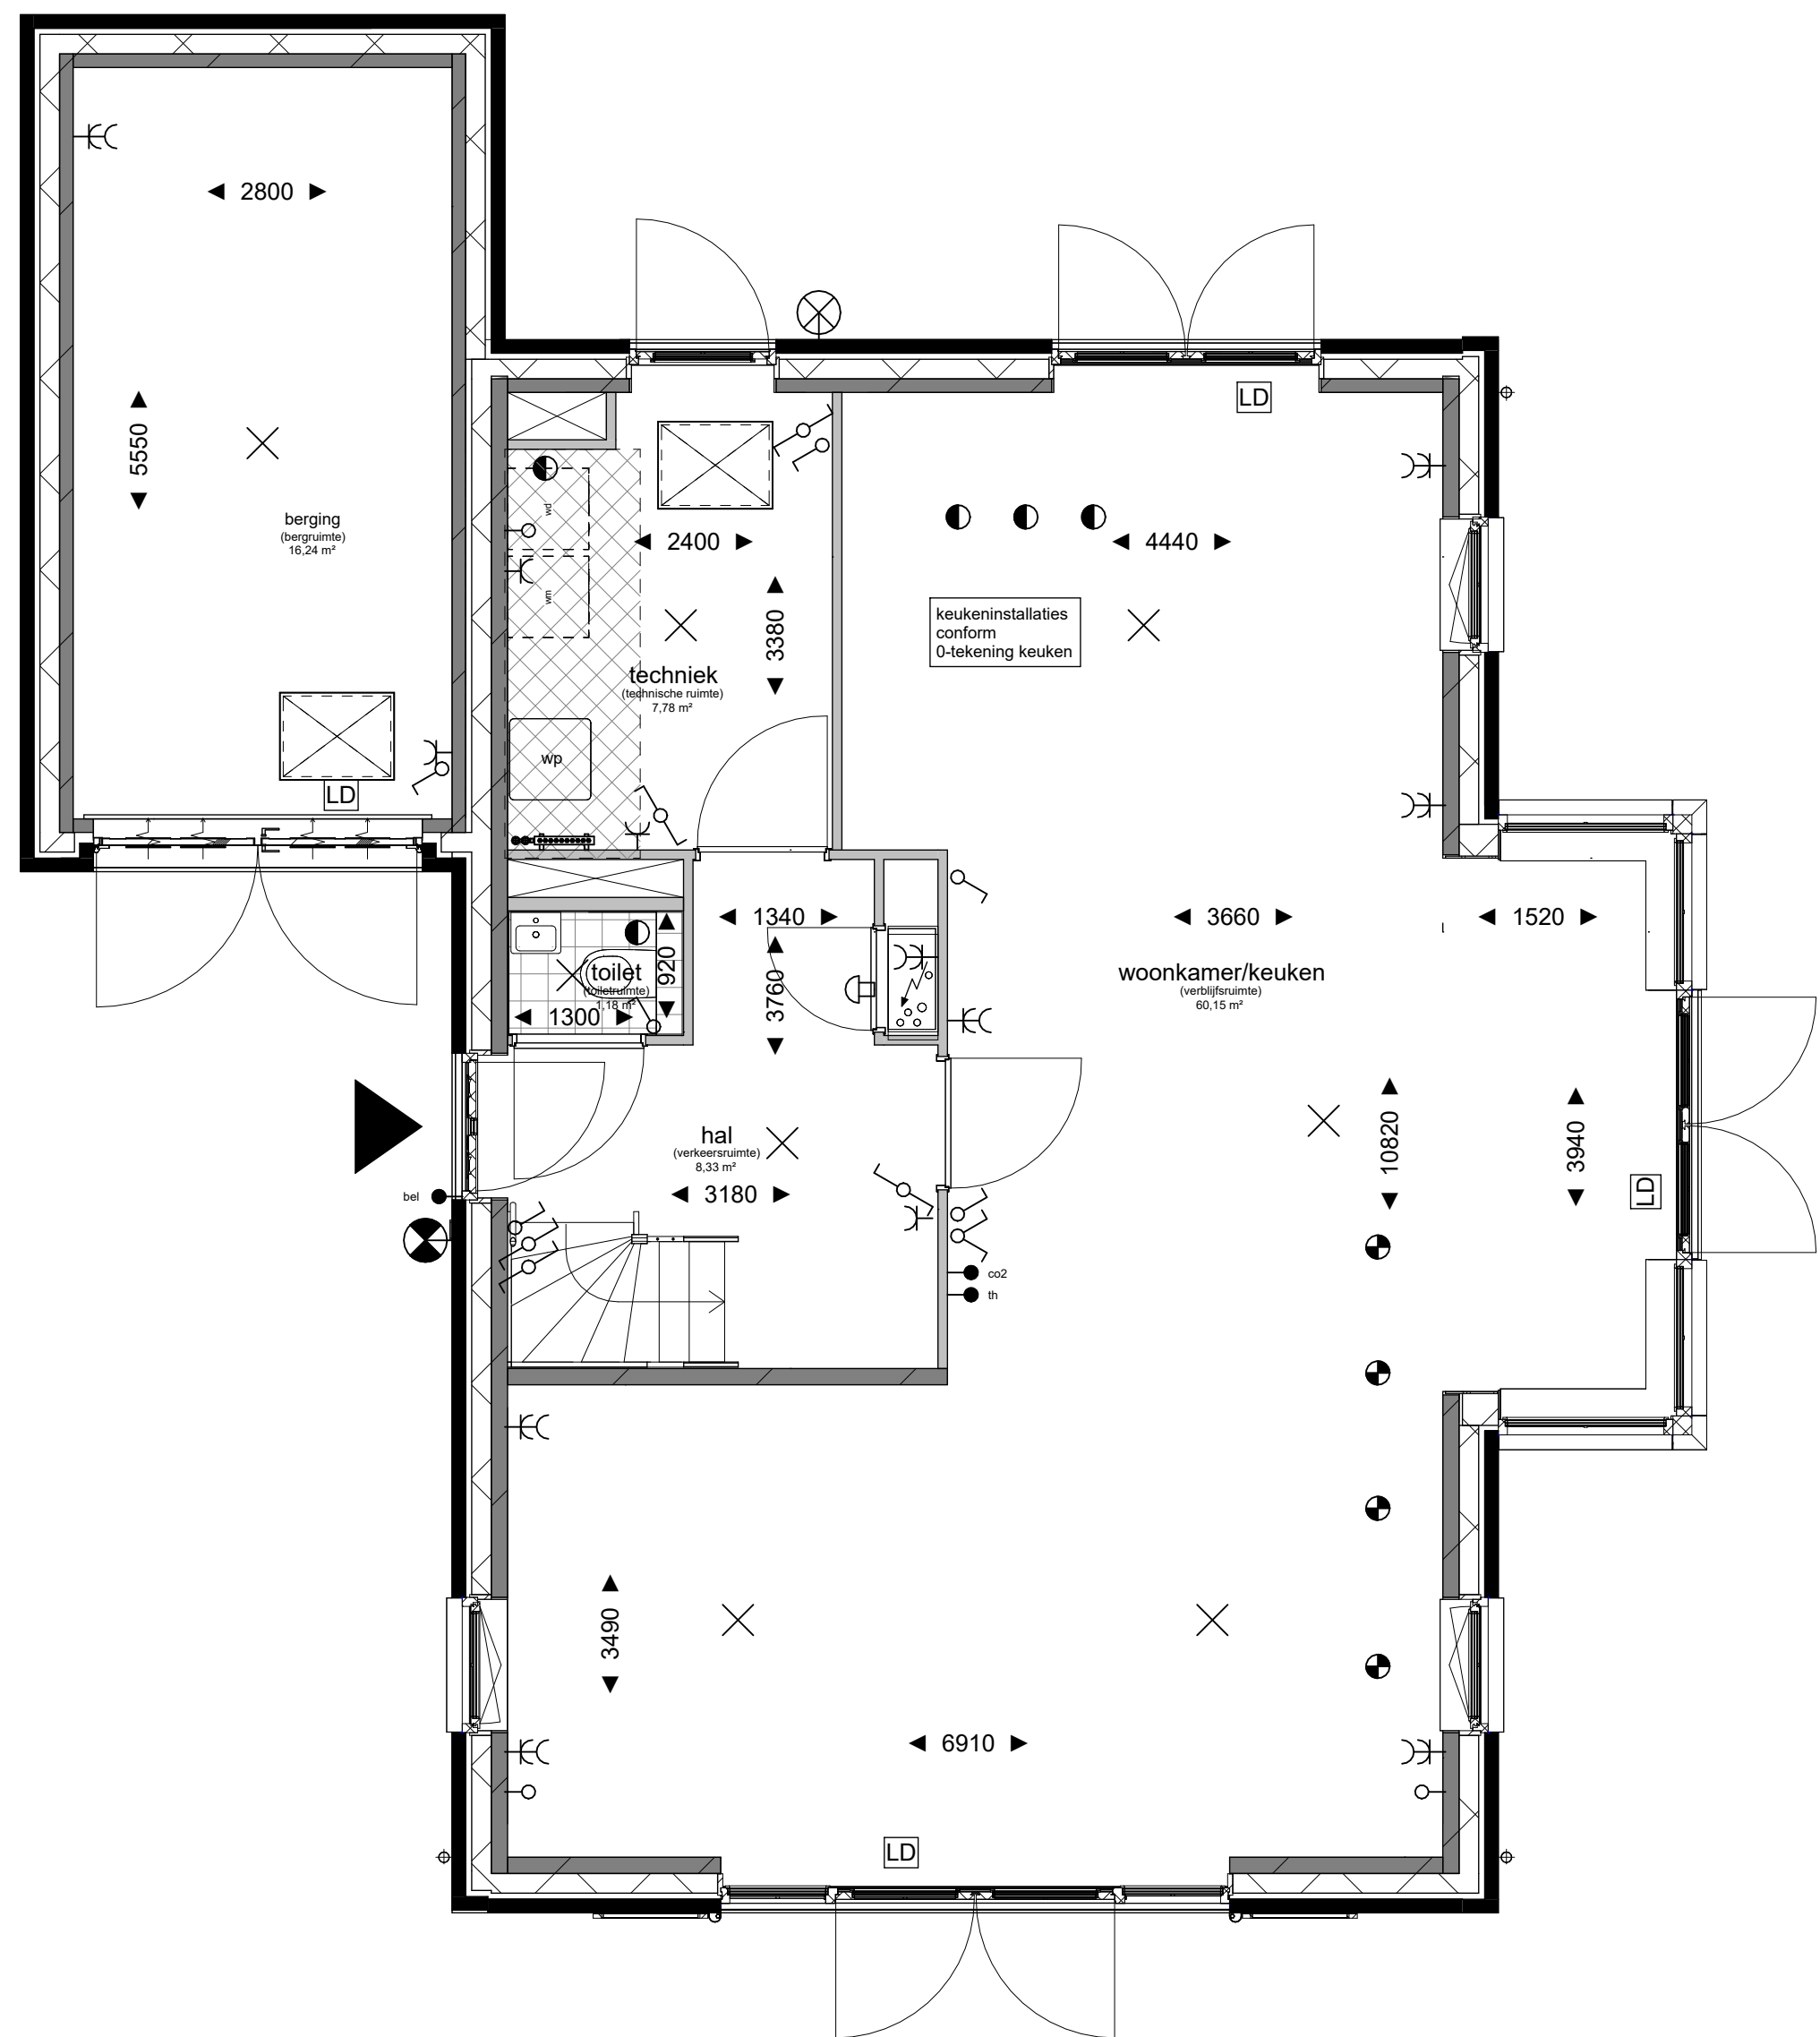 2800
5550
berging
(bergruimte)
16,24 m²
LD
LD
wd
2400
4440
wm
3380
keukeninstallaties
conform
0-tekening keuken
techniek
(technische ruimte)
7,78 m²
wp
1340
3660
1520
920
toilet
(toiletruimte)
1,18 m²
1300
3760
woonkamer/keuken
(verblijfsruimte)
60,15 m²
hal
(verkeersruimte)
8,33 m²
3180
10820
3940
LD
bel
co2
th
3490
6910
LD